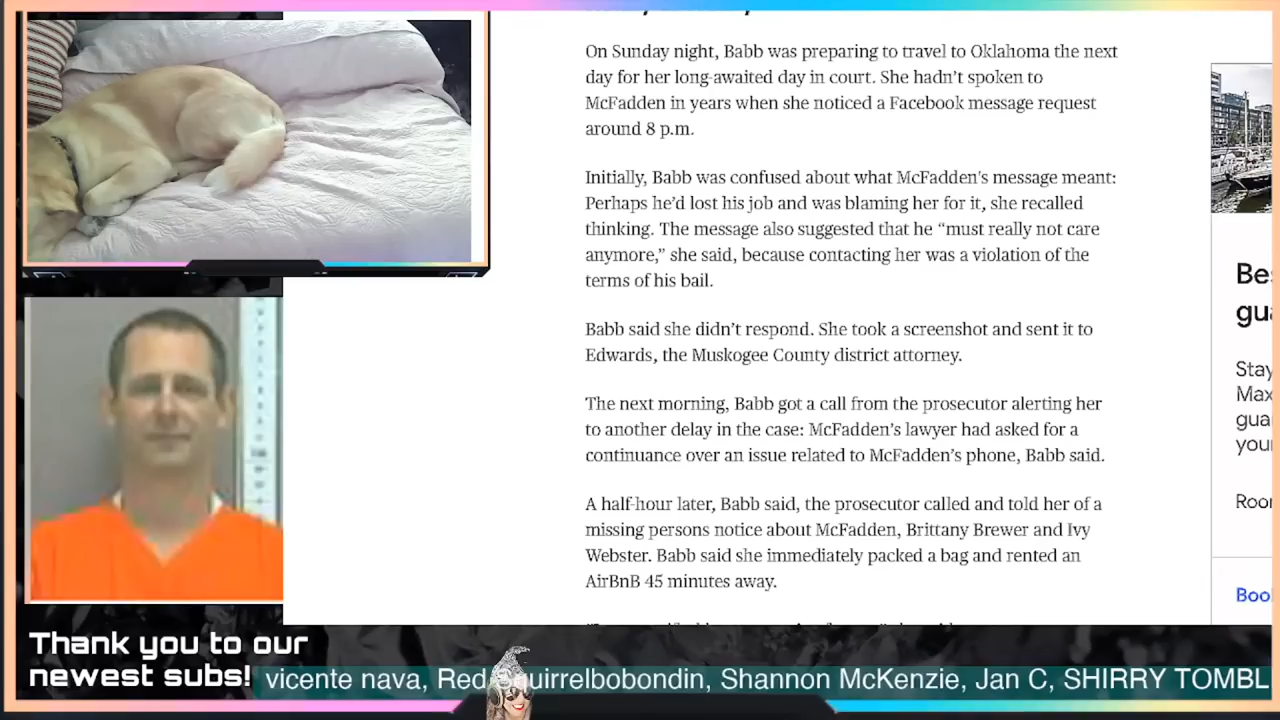 On Sunday night, Babb was preparing to travel to Oklahoma the next
day for her long-awaited day in court. She hadn't spoken to
McFadden in years when she noticed a Facebook message request
around 8 p.m.
Initially, Babb was confused about what McFadden's message meant:
Perhaps he'd lost his job and was blaming her for it, she recalled
thinking. The message also suggested that he “must really not care
anymore,” she said, because contacting her was a violation of the
terms of his bail.
Babb said she didn't respond. She took a screenshot and sent it to
Edwards, the Muskogee County district attorney.
The next morning, Babb got a call from the prosecutor alerting her
to another delay in the case: McFadden's lawyer had asked for a
continuance over an issue related to McFadden's phone, Babb said.
A half-hour later, Babb said, the prosecutor called and told her of a
missing persons notice about McFadden, Brittany Brewer and Ivy
Webster. Babb said she immediately packed a bag and rented an
AirBnB 45 minutes away.
Be
gu
Stay
Max
gua
your
Roo
Boo
Thank you to our
newest subs!
vicente nava, Red Squirrelbobondin, Shannon McKenzie, Jan C, SHIRRY TOMBL